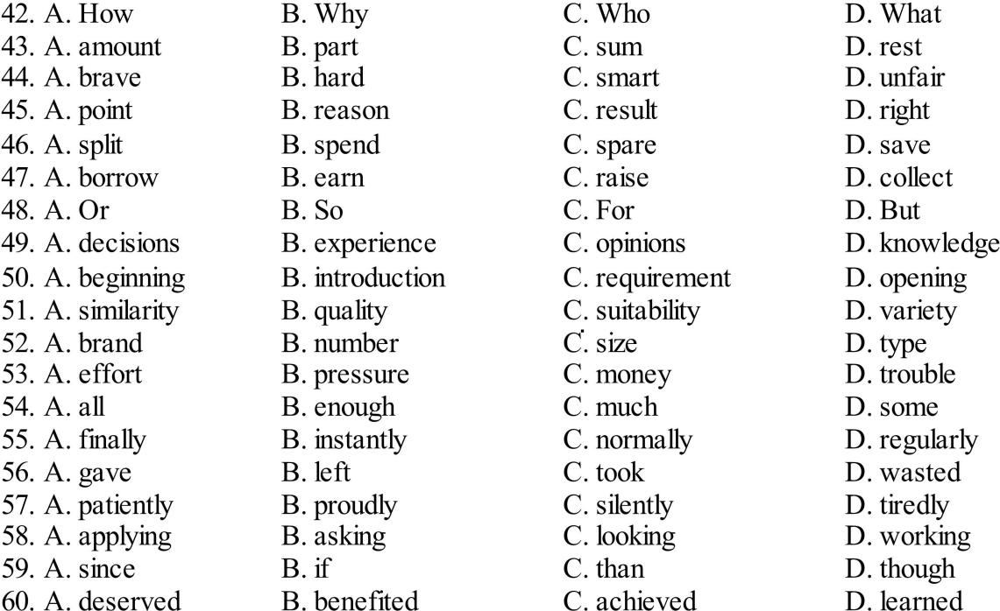 42. A. How B. Why C. Who D. What
43. A. amount B. part C. sum D. rest
44. A. brave B. hard C. smart D. unfair
45. A. point B. reason C. result D. right
46. A. split B. spend C. spare D. save
47. A. borrow B. earn C. raise D. collect
48. A. Or B. So C. For D. But
49. A. decisions B. experience C. opinions D. knowledge
50. A. beginning B. introduction C. requirement D. opening
51. A. similarity B. quality C. suitability D. variety
52. A. brand B. number C. size D. type
53. A. effort B. pressure C. money D. trouble
54. A. all B. enough C. much D. some
55. A. finally B. instantly C. normally D. regularly
56. A. gave B. left C. took D. wasted
57. A. patiently B. proudly C. silently D. tiredly
58. A. applying B. asking C. looking D. working
59. A. since B. if C. than D. though
60. A. deserved B. benefited C. achieved D. learned